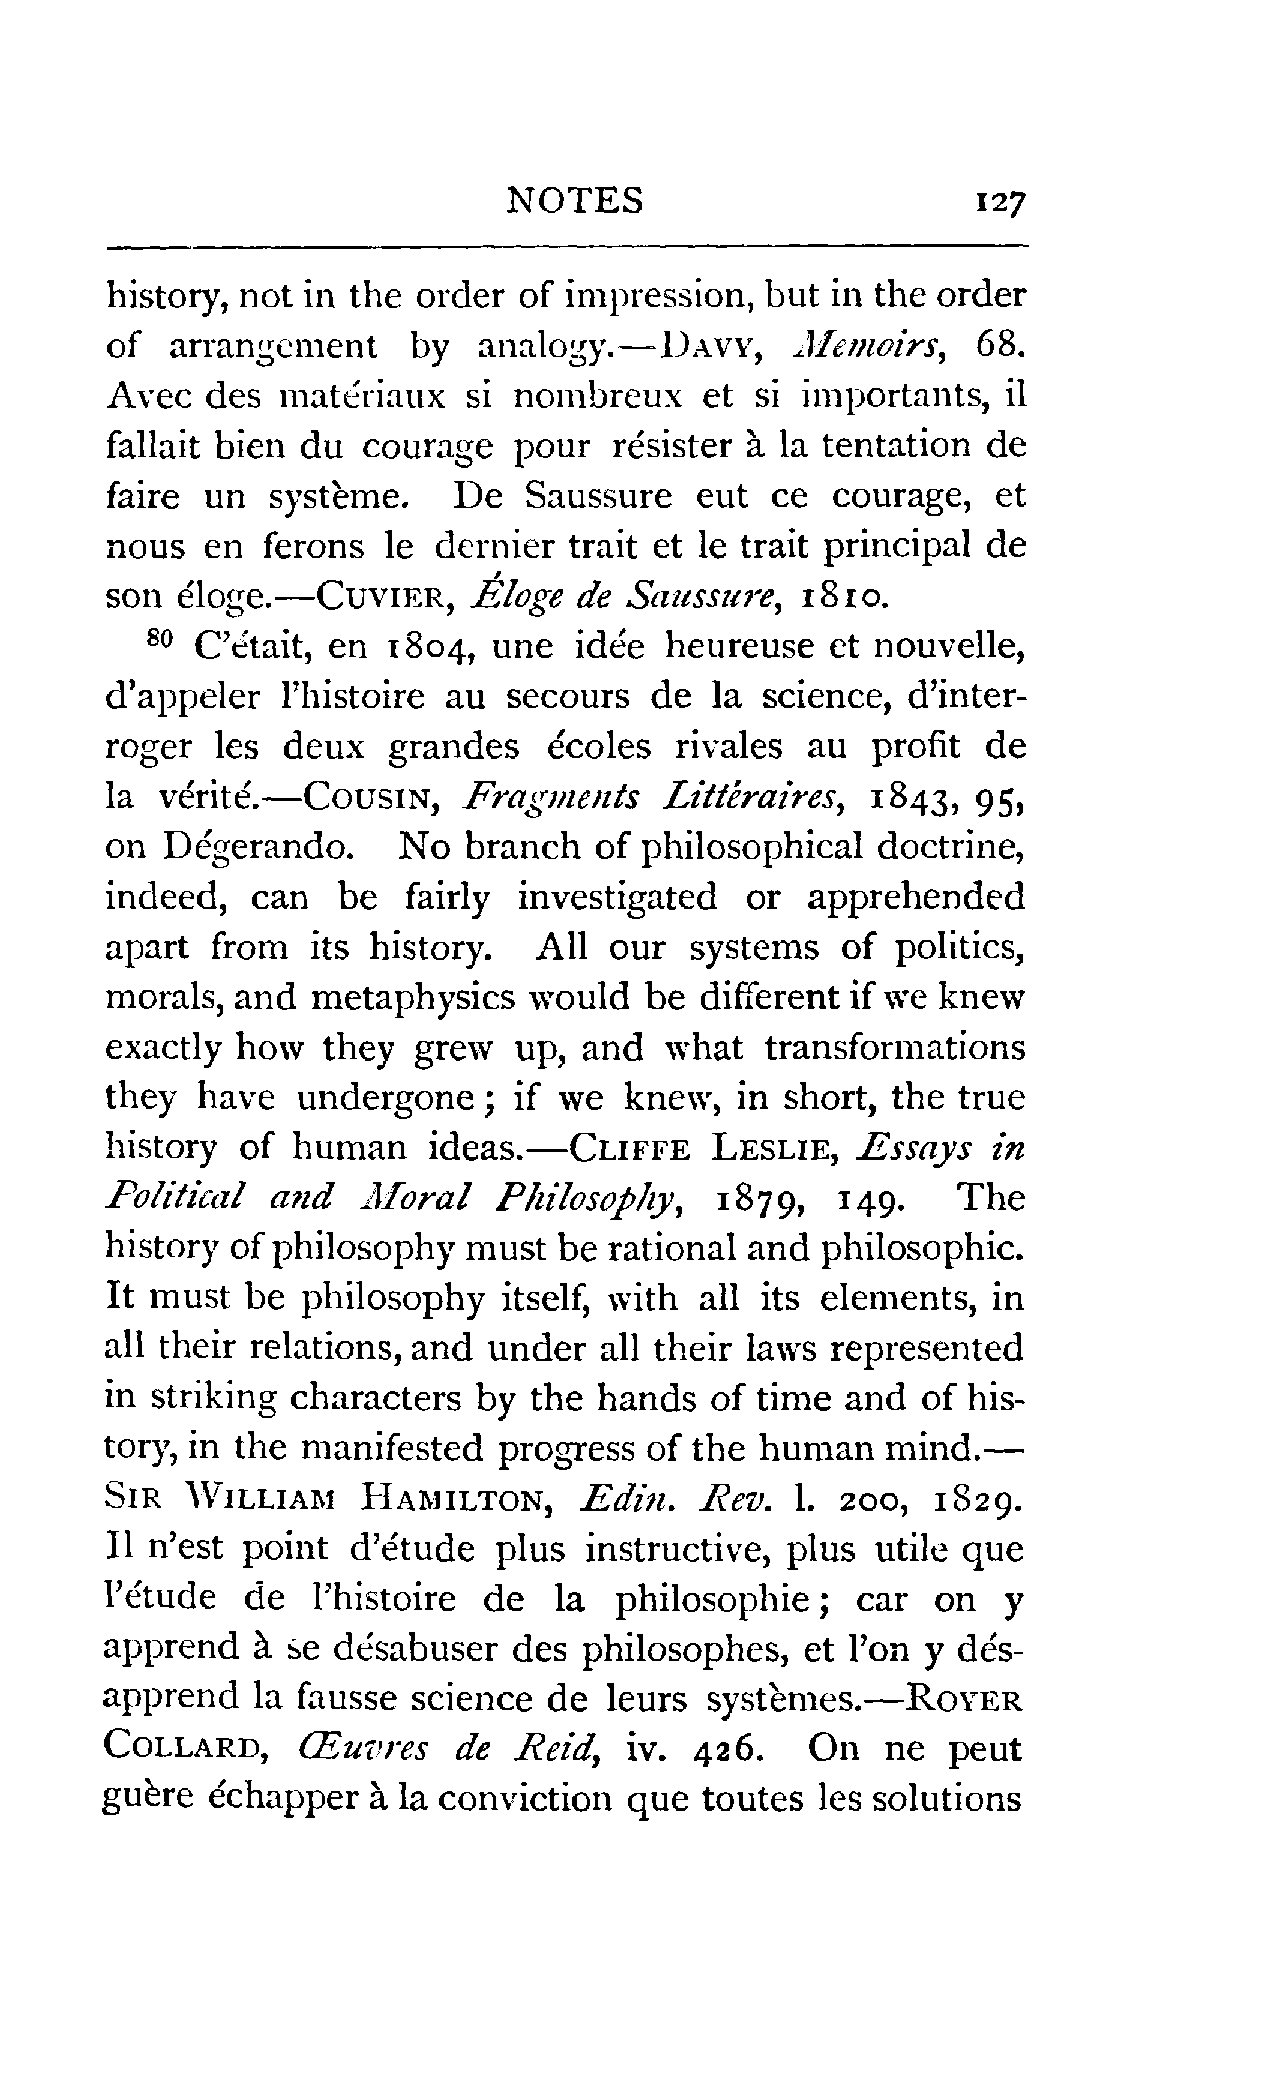 NOTES 127
history, not in the order of impression, but in the order
of arrangement by analogy.—DAVY, Memoirs, 68.
Avec des matériaux si nombreux et si importants, il
fallait bien du courage pour résister à la tentation de
faire un système. De Saussure eut ce courage, et
nous en ferons le dernier trait et le trait principal de
son éloge.—CUVIER, Éloge de Saussure, 1810.
80 C'était, en 1804, une idée heureuse et nouvelle,
d'appeler l'histoire au secours de la science, d'inter-
roger les deux grandes écoles rivales au profit de
la vérité.—COUSIN, Fragments Littéraires, 1843, 95,
on Dégerando. No branch of philosophical doctrine,
indeed, can be fairly investigated or apprehended
apart from its history. All our systems of politics,
morals, and metaphysics would be different if we knew
exactly how they grew up, and what transformations
they have undergone; if we knew, in short, the true
history of human ideas.—CLIFFE LESLIE, Essays in
Political and Moral Philosophy, 1879, 149. The
history of philosophy must be rational and philosophic.
It must be philosophy itself, with all its elements, in
all their relations, and under all their laws represented
in striking characters by the hands of time and of his-
tory, in the manifested progress of the human mind.—
SIR WILLIAM HAMILTON, Edin. Rev. l. 200, 1829.
Il n'est point d'étude plus instructive, plus utile que
l'étude de l'histoire de la philosophie; car on y
apprend à se désabuser des philosophes, et l'on y dés-
apprend la fausse science de leurs systèmes.—ROYER
COLLARD, Œuvres de Reid, iv. 426. On ne peut
guère échapper à la conviction que toutes les solutions